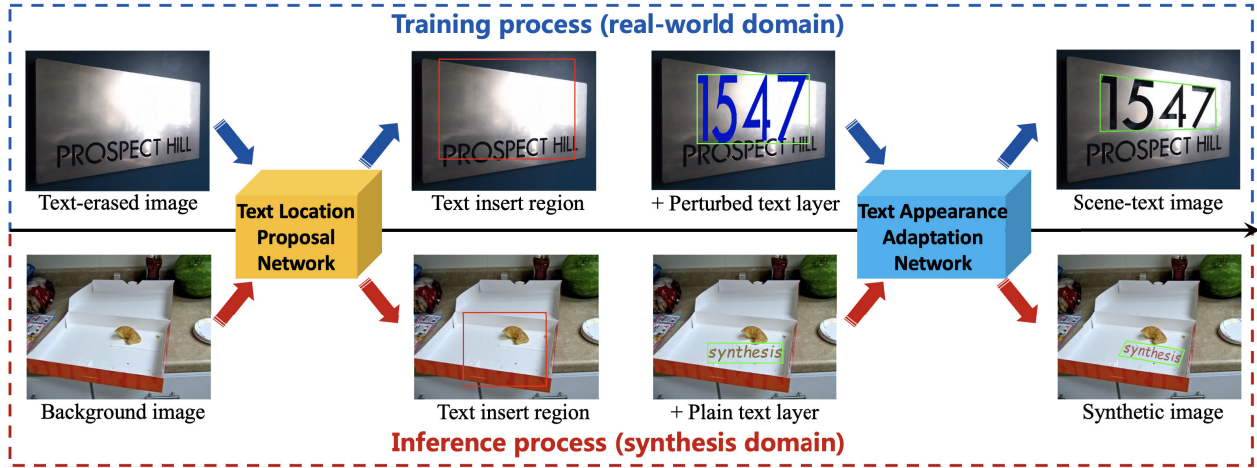 Training process (real-world domain)
PROSPECT HILL
PROSPECT HILL
1547
PROSPECT HILL
1547
PROSPECT HILL
Text-erased image
Text insert region
+ Perturbed text layer
Scene-text image
Text Location
Proposal
Network
Text Appearance
Adaptation
Network
synthesis
synthesis
Background image
Text insert region
+ Plain text layer
Synthetic image
Inference process (synthesis domain)